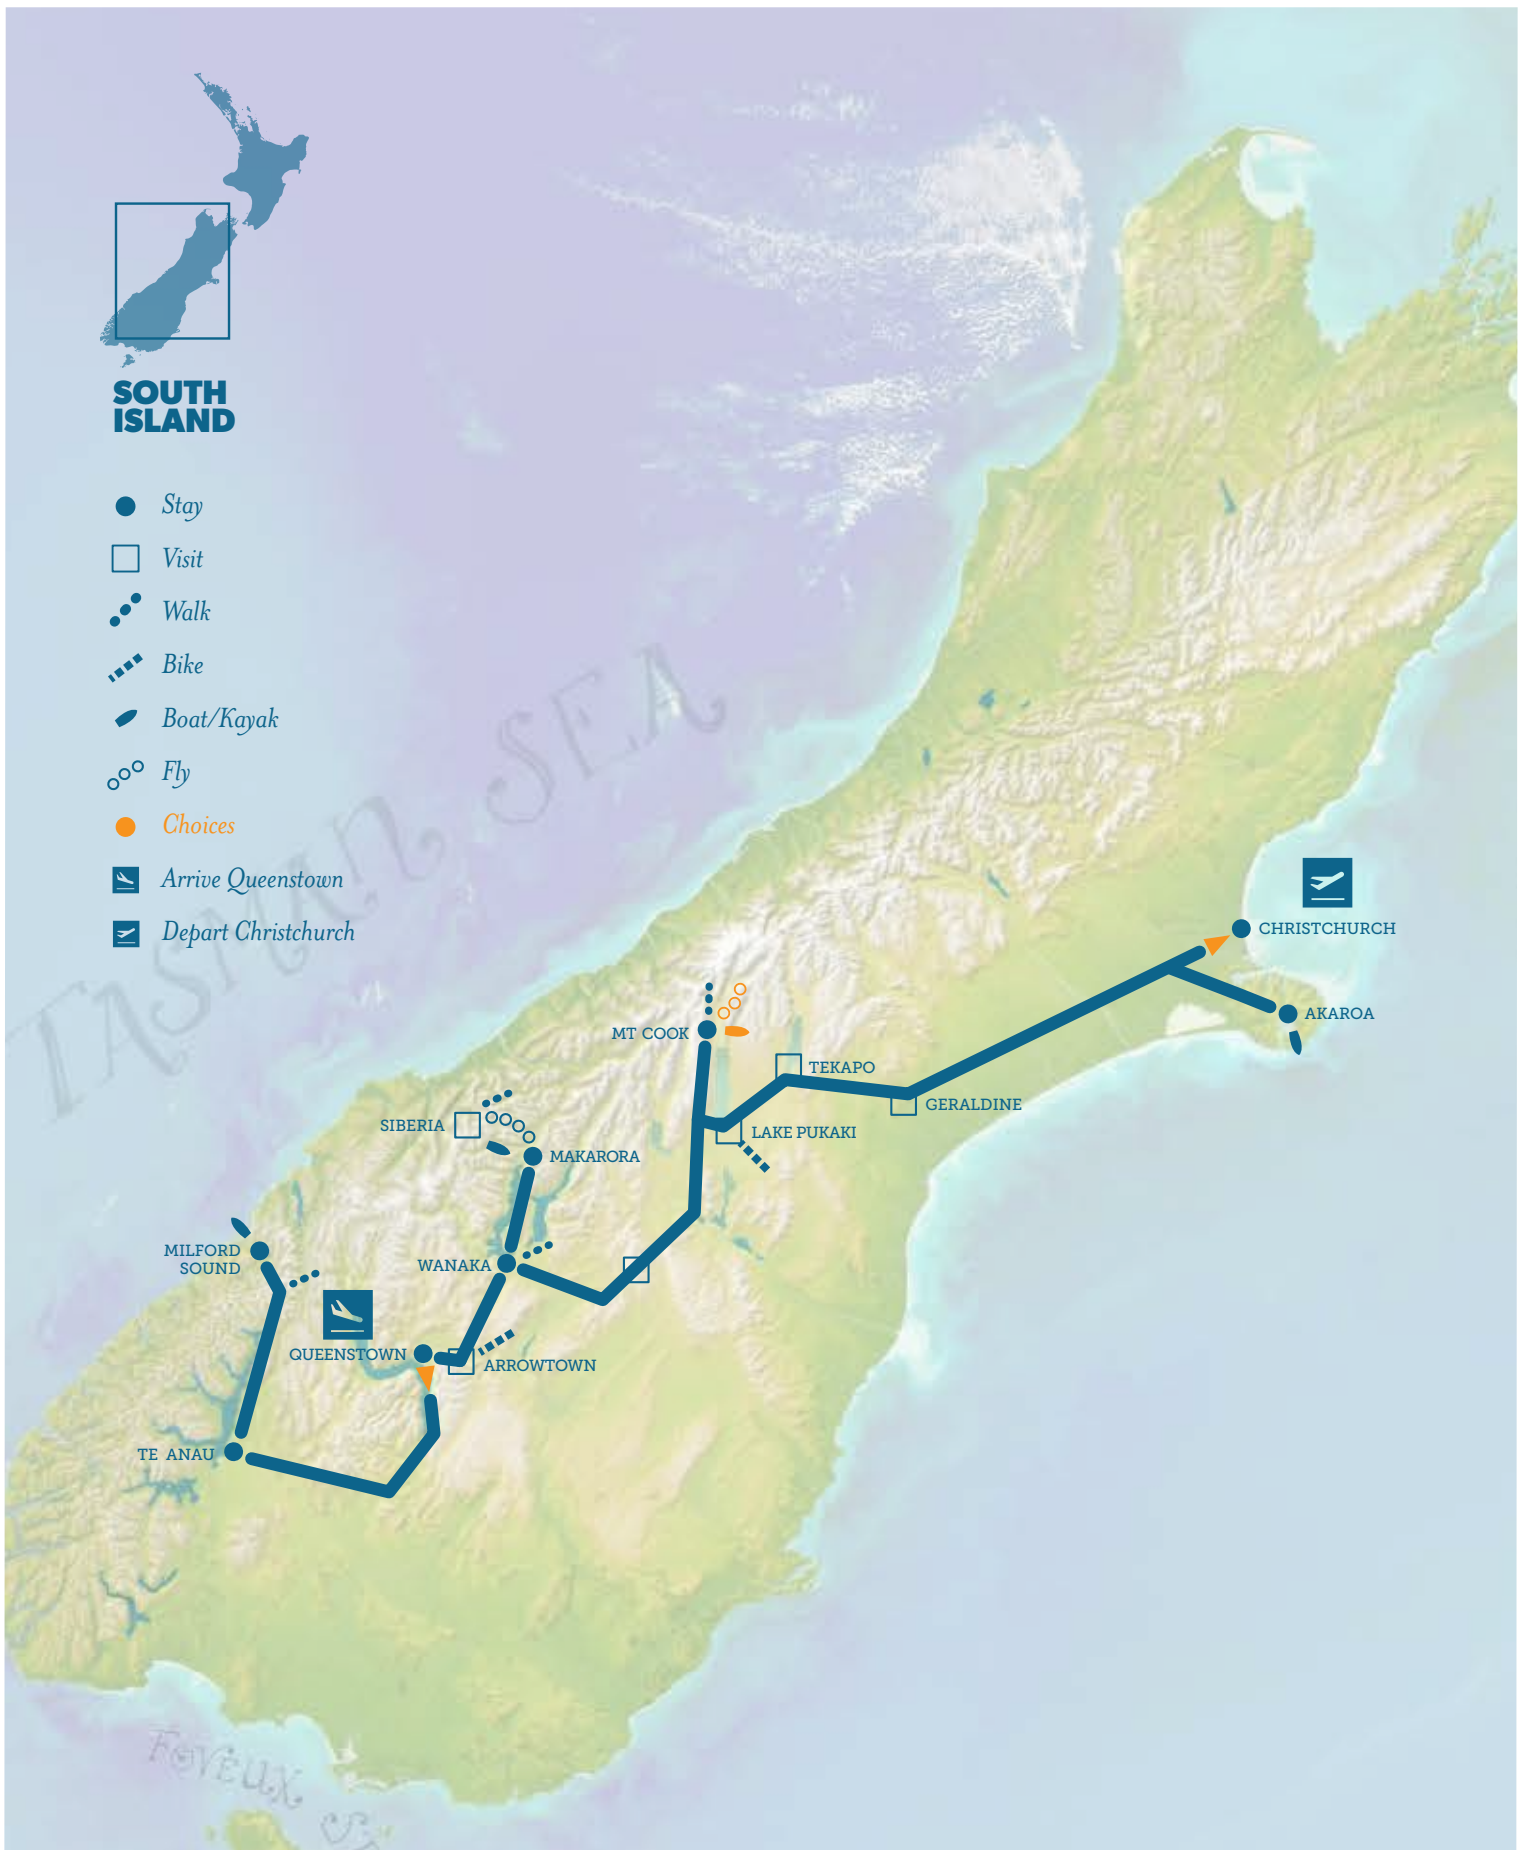 SOUTH
ISLAND
Stay
Visit
Walk
Bike
Boat/Kayak
Fly
Choices
Arrive Queenstown
Depart Christchurch
TASMAN SEA
CHRISTCHURCH
AKAROA
MT COOK
TEKAPO
GERALDINE
LAKE PUKAKI
SIBERIA
MAKARORA
MILFORD
SOUND
WANAKA
QUEENSTOWN
ARROWTOWN
TE ANAU
FOVEUX